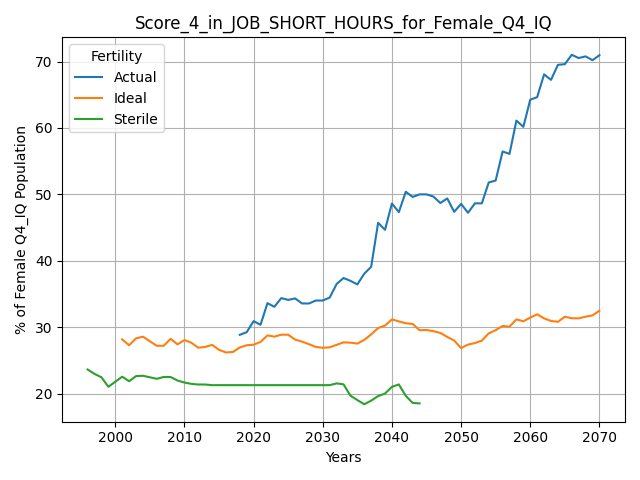 Score_4_in_JOB_SHORT_HOURS_for_Female_Q4_IQ
Fertility
Actual
Ideal
Sterile
% of Female Q4_IQ Population
70
60
50
40
30
20
2000 2010 2020 2030 2040 2050 2060 2070
Years